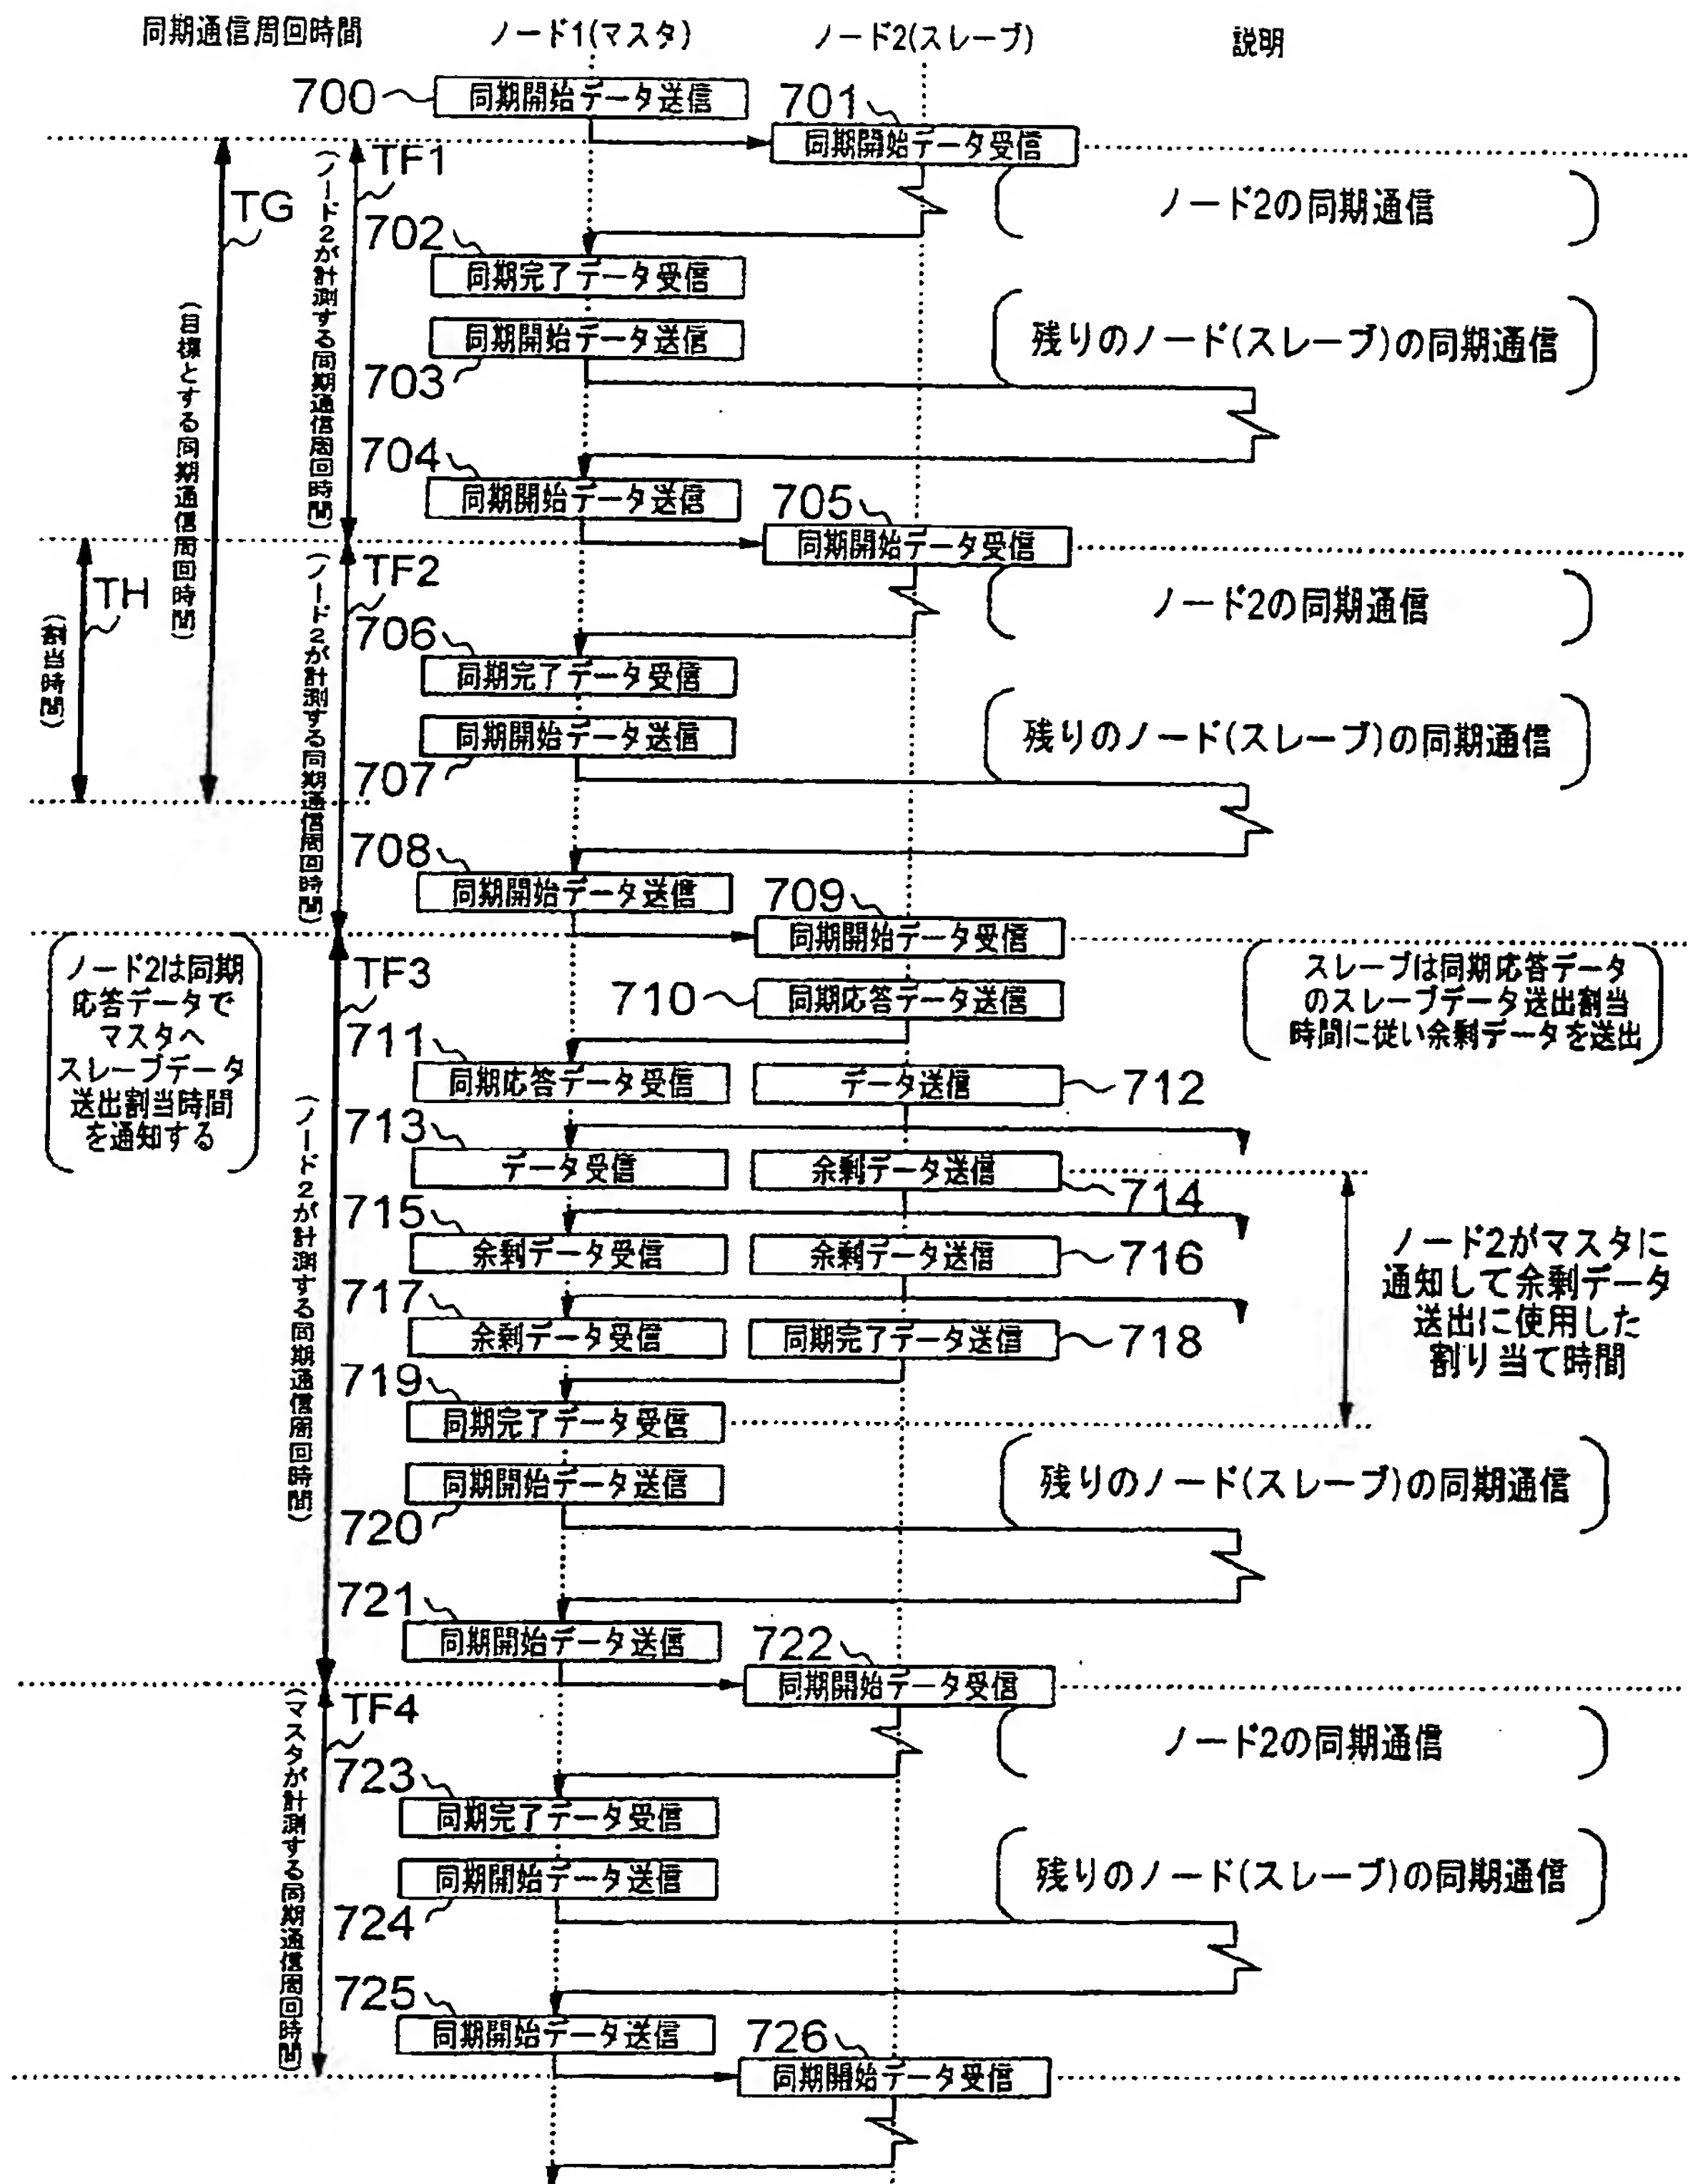 同期通信周回時間
ノード1(マスタ)
ノード2(スレーブ)
説明
700
同期開始データ送信
701
同期開始データ受信
TG
(目標とする同期通信周回時間)
TF1
(ノード2が計測する同期通信周回時間)
ノード2の同期通信
702
同期完了データ受信
同期開始データ送信
703
残りのノード(スレーブ)の同期通信
704
同期開始データ送信
705
同期開始データ受信
TH
(割当時間)
TF2
(ノード2が計測する同期通信周回時間)
ノード2の同期通信
706
同期完了データ受信
同期開始データ送信
707
残りのノード(スレーブ)の同期通信
708
同期開始データ送信
709
同期開始データ受信
ノード2は同期
応答データで
マスタへ
スレーブデータ
送出割当時間
を通知する
TF3
(ノード2が計測する同期通信周回時間)
710
同期応答データ送信
スレーブは同期応答データ
のスレーブデータ送出割当
時間に従い余剰データを送出
711
同期応答データ受信
データ送信
712
713
データ受信
余剰データ送信
714
715
余剰データ受信
余剰データ送信
716
ノード2がマスタに
通知して余剰データ
送出に使用した
割り当て時間
717
余剰データ受信
同期完了データ送信
718
719
同期完了データ受信
同期開始データ送信
720
残りのノード(スレーブ)の同期通信
721
同期開始データ送信
722
同期開始データ受信
TF4
(マスタが計測する同期通信周回時間)
ノード2の同期通信
723
同期完了データ受信
同期開始データ送信
724
残りのノード(スレーブ)の同期通信
725
同期開始データ送信
726
同期開始データ受信